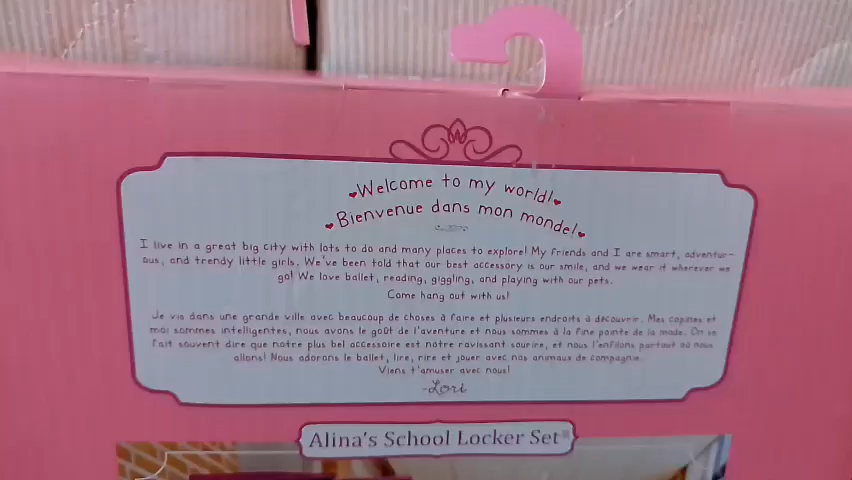 Welcome to my world!
Bienvenue dans mon monde!
I live in a great big city with lots to do and many places to explore! My friends and I are smart, adventur-
ous, and trendy little girls. We've been told that our best accessory is our smile, and we wear it wherever we
go! We love ballet, reading, giggling, and playing with our pets.
Come hang out with us!
Je vis dans une grande ville avec beaucoup de choses à faire et plusieurs endroits à découvrir. Mes copines et
moi sommes intelligentes, nous avons le goût de l'aventure et nous sommes à la fine pointe de la mode. On se
fait souvent dire que notre plus bel accessoire est notre ravissant sourire, et nous l'enfilons partout où nous
allons! Nous adorons le ballet, lire, rire et jouer avec nos animaux de compagnie.
Viens t'amuser avec nous!
-Lori
Alina's School Locker Set